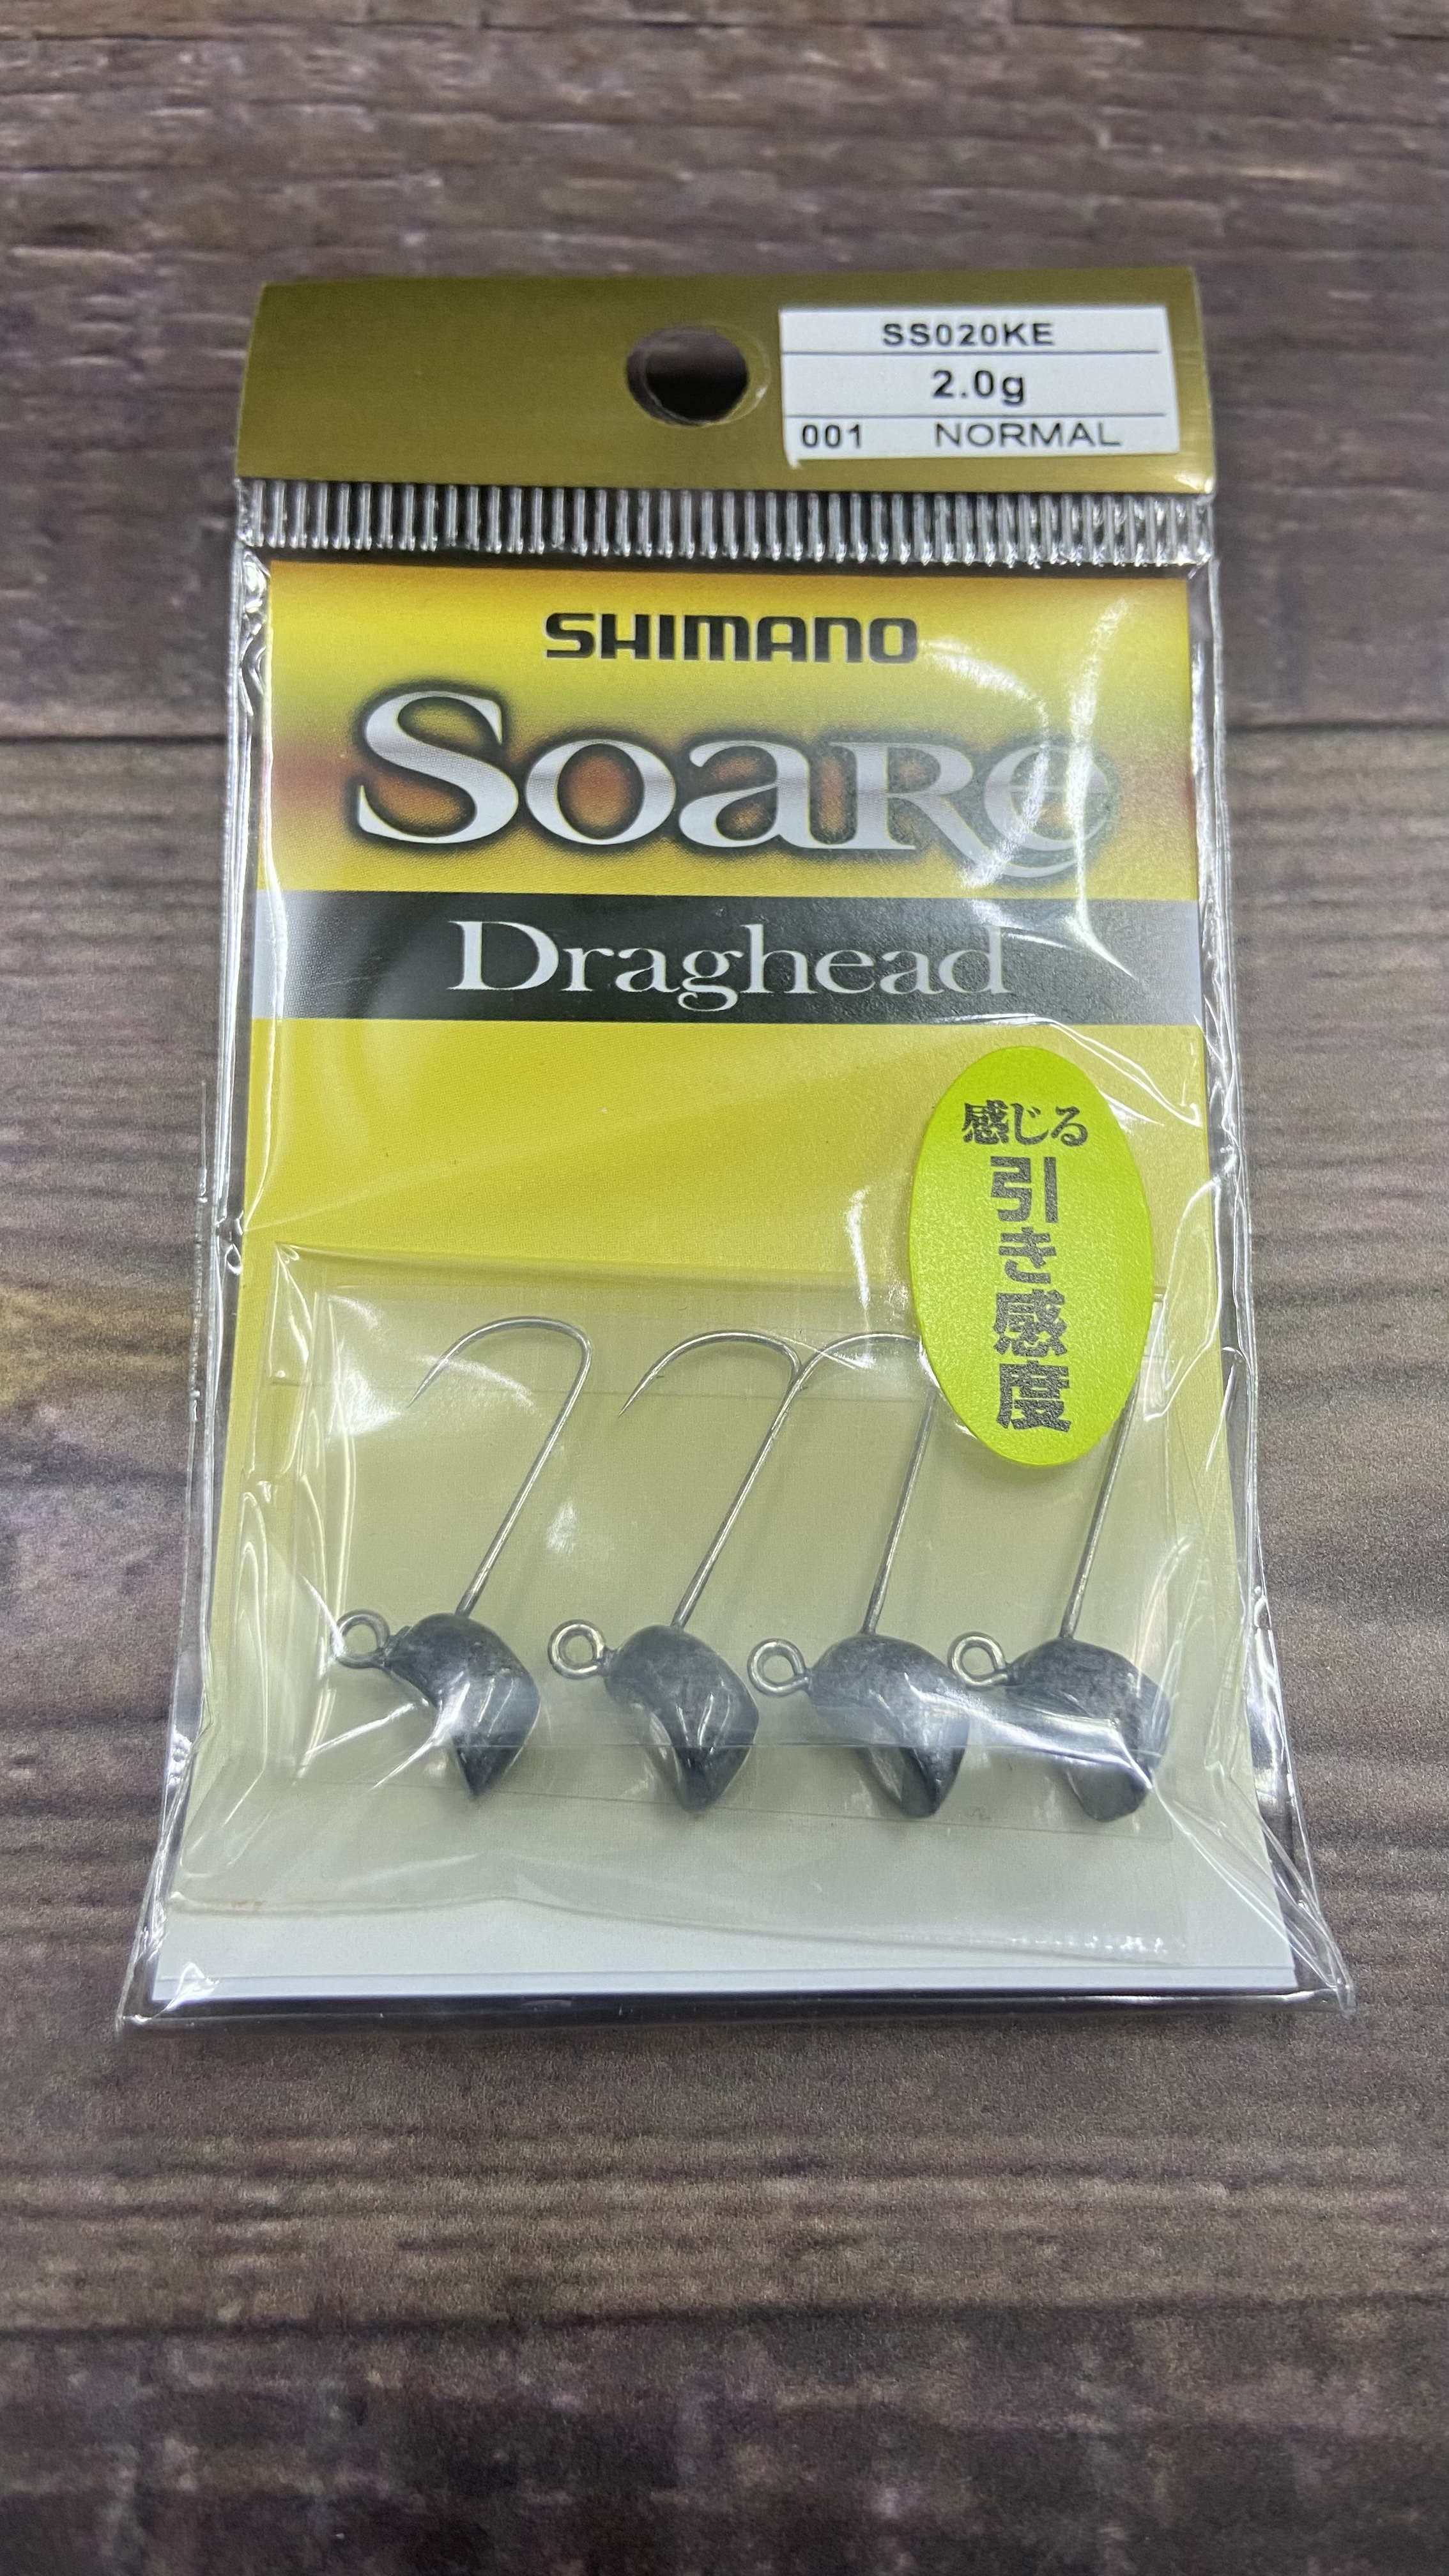 SS020KE
2.0g
001 NORMAL
SHIMANO
Soare
Draghead
感じる
引き感度